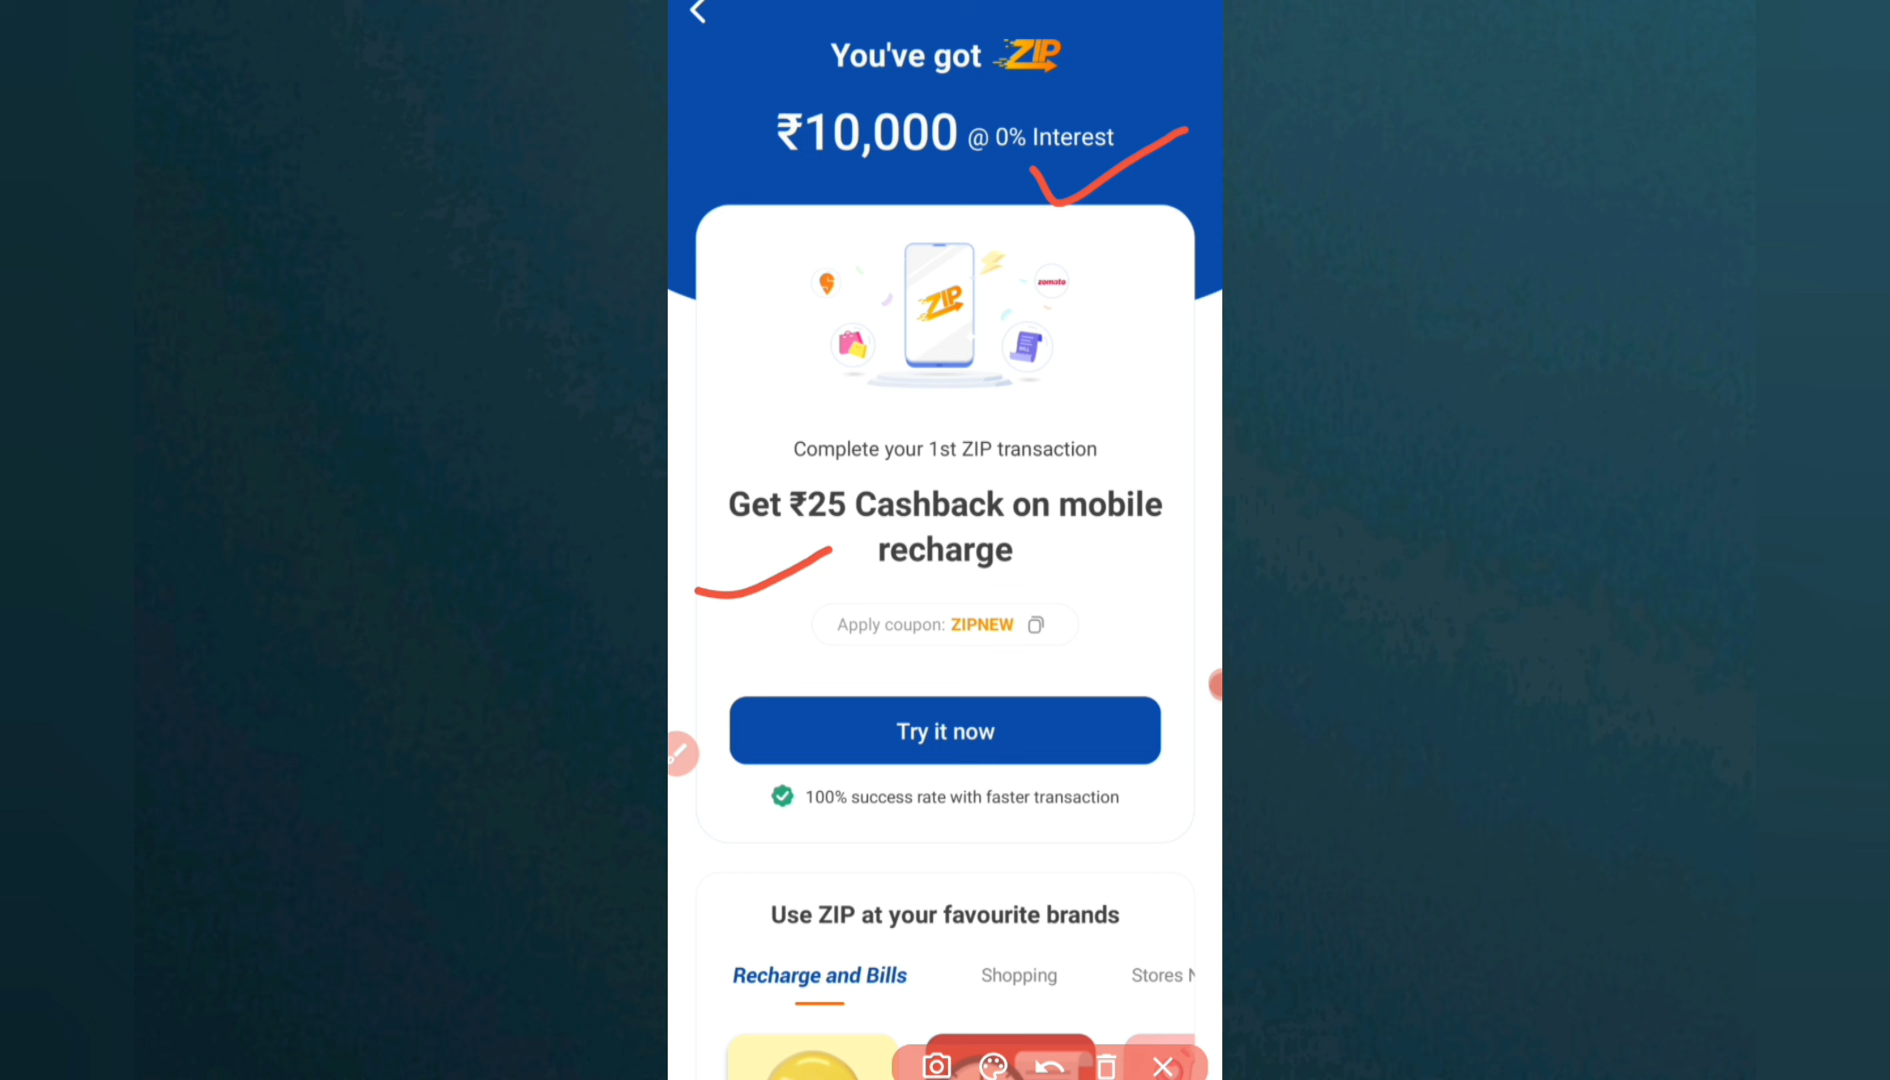 You've got ZIP
₹10,000 @ 0% Interest
ZIP
zomato
BILL
Complete your 1st ZIP transaction
Get ₹25 Cashback on mobile
recharge
Apply coupon: ZIPNEW
Try it now
100% success rate with faster transaction
Use ZIP at your favourite brands
Recharge and Bills Shopping Stores